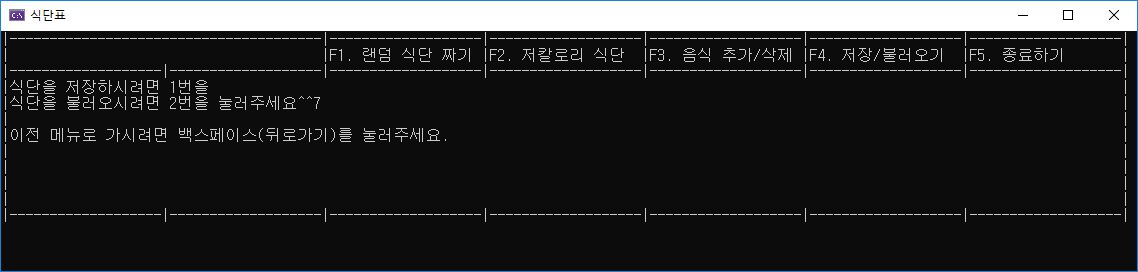 식단표
F1. 랜덤 식단 짜기 F2. 저칼로리 식단 F3. 음식 추가/삭제 F4. 저장/불러오기 F5. 종료하기
식단을 저장하시려면 1번을
식단을 불러오시려면 2번을 눌러주세요^^7
이전 메뉴로 가시려면 백스페이스(뒤로가기)를 눌러주세요.